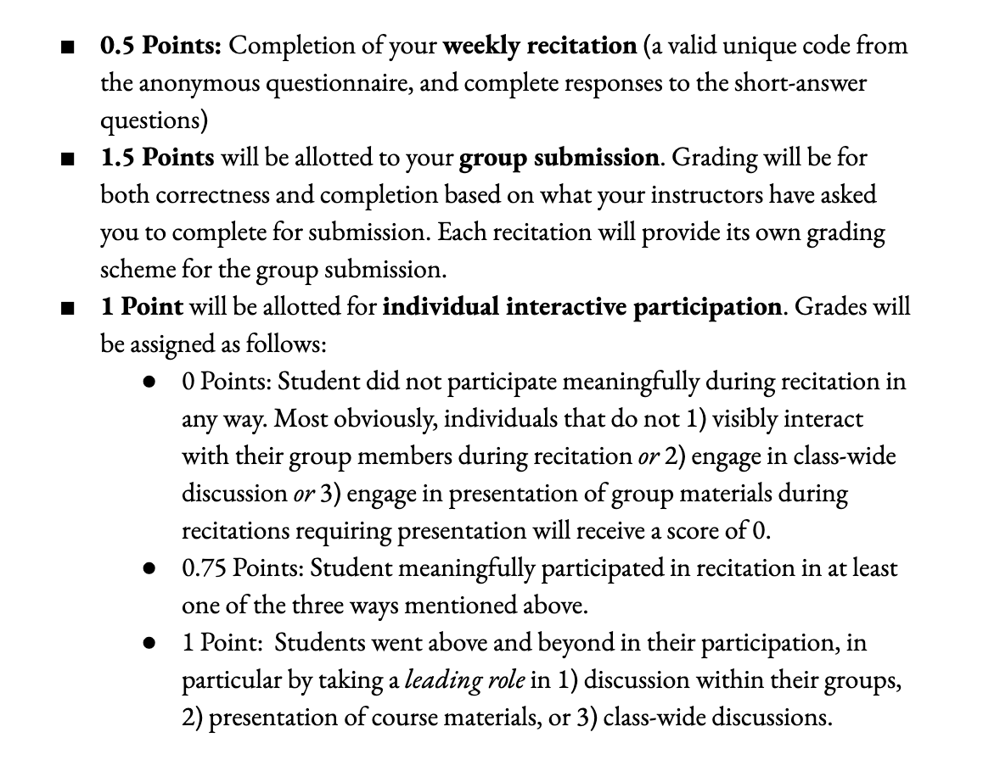 ▪ 0.5 Points: Completion of your weekly recitation (a valid unique code from
the anonymous questionnaire, and complete responses to the short-answer
questions)
▪ 1.5 Points will be allotted to your group submission. Grading will be for
both correctness and completion based on what your instructors have asked
you to complete for submission. Each recitation will provide its own grading
scheme for the group submission.
▪ 1 Point will be allotted for individual interactive participation. Grades will
be assigned as follows:
● 0 Points: Student did not participate meaningfully during recitation in
any way. Most obviously, individuals that do not 1) visibly interact
with their group members during recitation or 2) engage in class-wide
discussion or 3) engage in presentation of group materials during
recitations requiring presentation will receive a score of 0.
● 0.75 Points: Student meaningfully participated in recitation in at least
one of the three ways mentioned above.
● 1 Point:  Students went above and beyond in their participation, in
particular by taking a leading role in 1) discussion within their groups,
2) presentation of course materials, or 3) class-wide discussions.